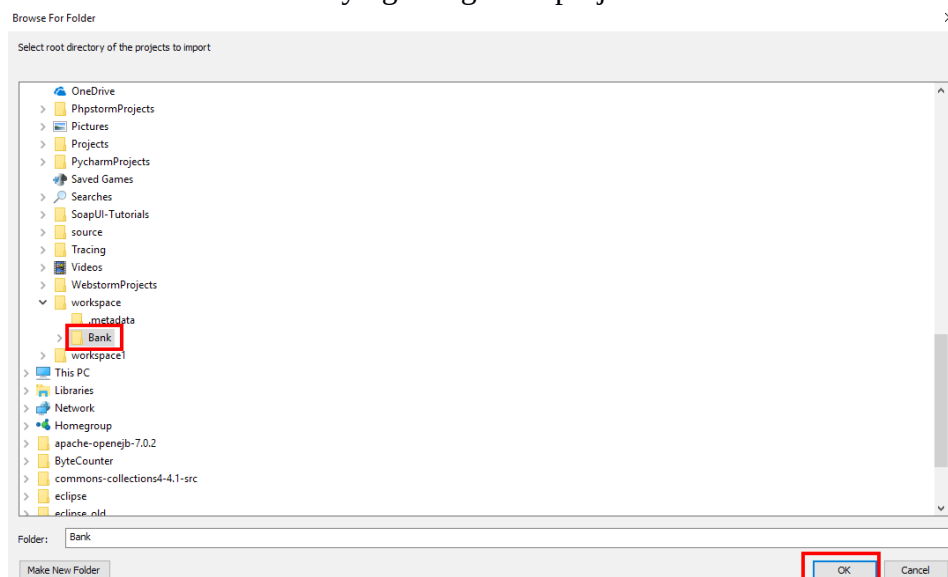 Browse For Folder
Select root directory of the projects to import
OneDrive
PhpstormProjects
Pictures
Projects
PycharmProjects
Saved Games
Searches
SoapUI-Tutorials
source
Tracing
Videos
WebstormProjects
workspace
.metadata
Bank
workspace1
This PC
Libraries
Network
Homegroup
apache-openejb-7.0.2
ByteCounter
commons-collections4-4.1-src
eclipse
eclipse_old
Folder: Bank
Make New Folder OK Cancel